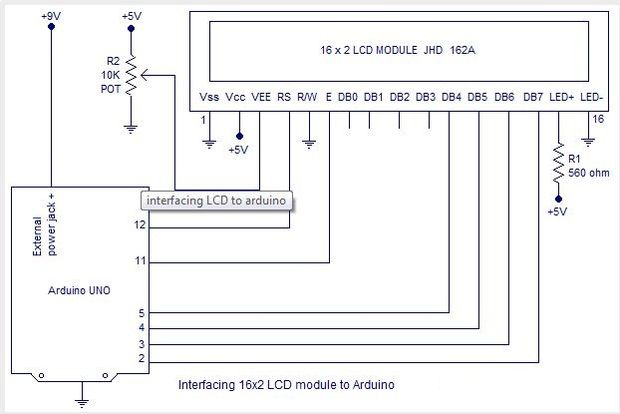 +9V
+5V
R2
10K
POT
16 x 2 LCD MODULE JHD 162A
Vss Vcc VEE RS R/W E DB0 DB1 DB2 DB3 DB4 DB5 DB6 DB7 LED+ LED-
1
16
+5V
R1
560 ohm
+5V
External
power jack +
interfacing LCD to arduino
12
11
Arduino UNO
5
4
3
2
Interfacing 16x2 LCD module to Arduino